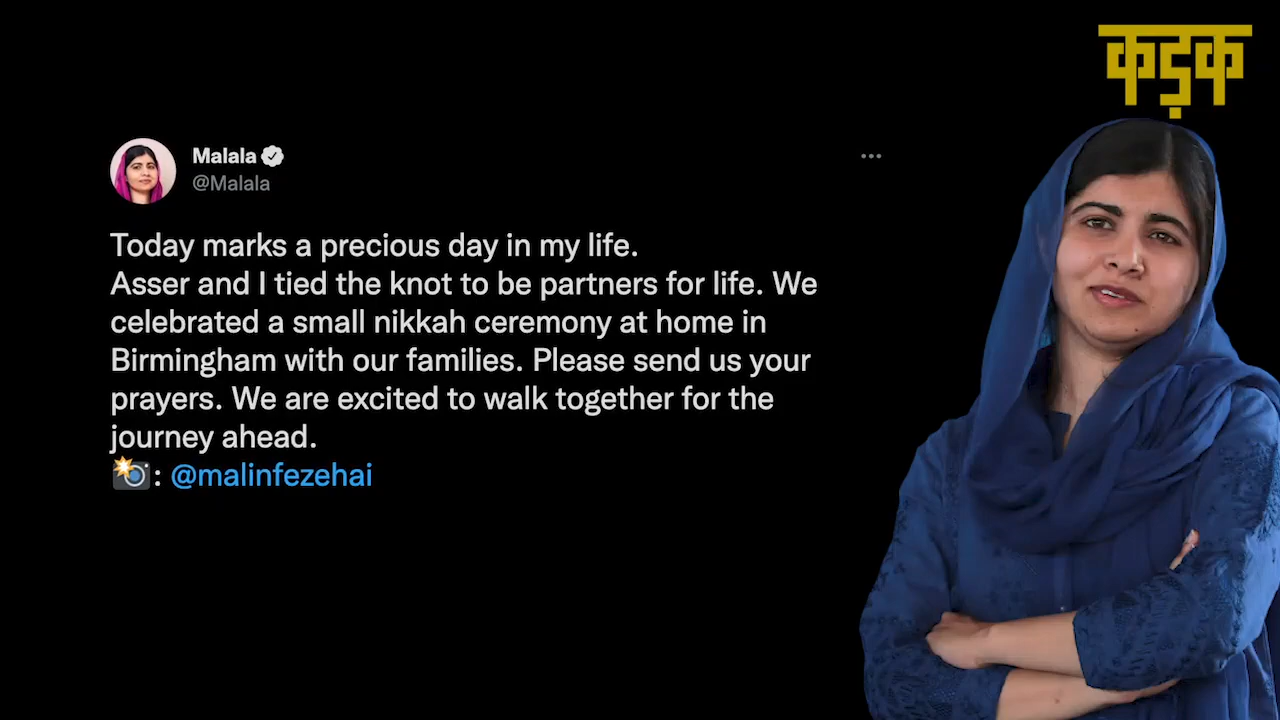 कड़क
Malala
@Malala
Today marks a precious day in my life.
Asser and I tied the knot to be partners for life. We
celebrated a small nikkah ceremony at home in
Birmingham with our families. Please send us your
prayers. We are excited to walk together for the
journey ahead.
📸: @malinfezehai